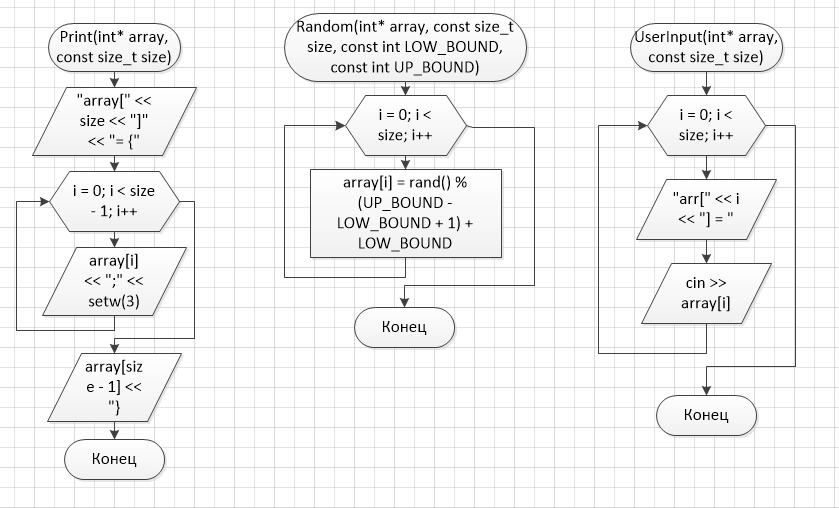 Print(int* array,
const size_t size)
"array[" <<
size << "]"
<< "= {"
i = 0; i < size
- 1; i++
array[i]
<< ";" <<
setw(3)
array[siz
e - 1] <<
"}
Конец
Random(int* array, const size_t
size, const int LOW_BOUND,
const int UP_BOUND)
i = 0; i <
size; i++
array[i] = rand() %
(UP_BOUND -
LOW_BOUND + 1) +
LOW_BOUND
Конец
UserInput(int* array,
const size_t size)
i = 0; i <
size; i++
"arr[" << i
<< "] = "
cin >>
array[i]
Конец